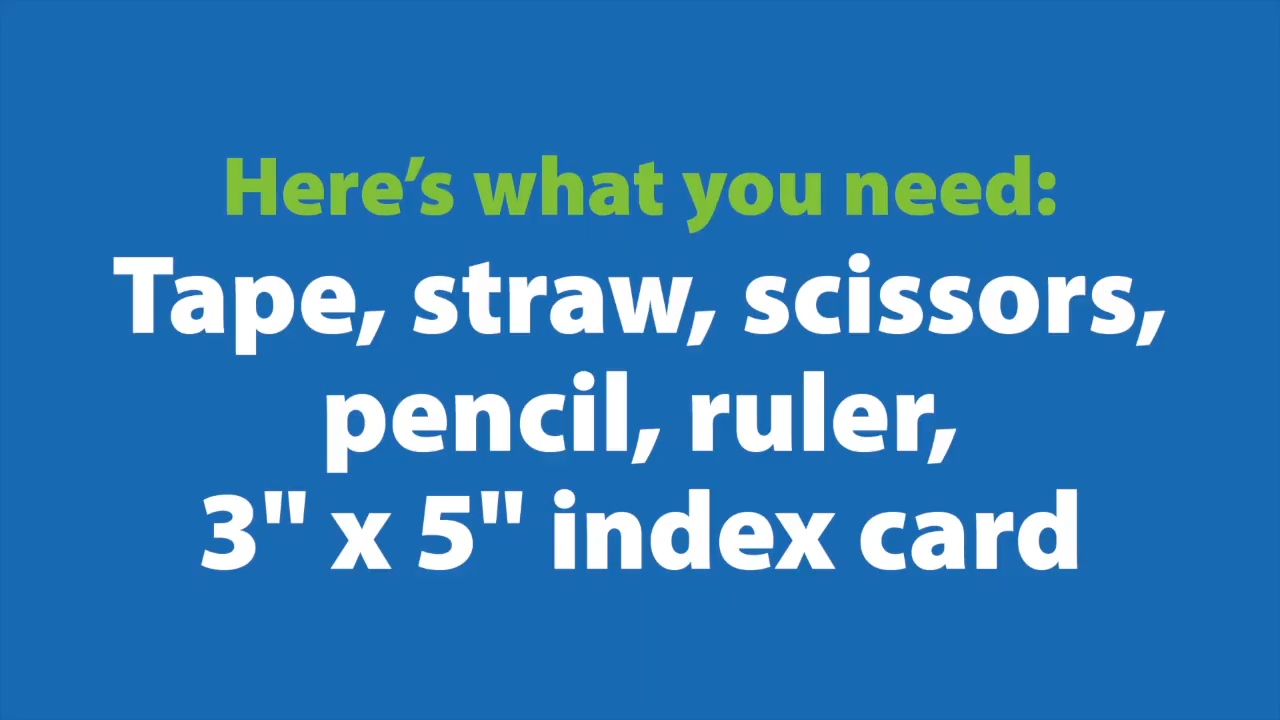 Here’s what you need:
Tape, straw, scissors,
pencil, ruler,
3" x 5" index card